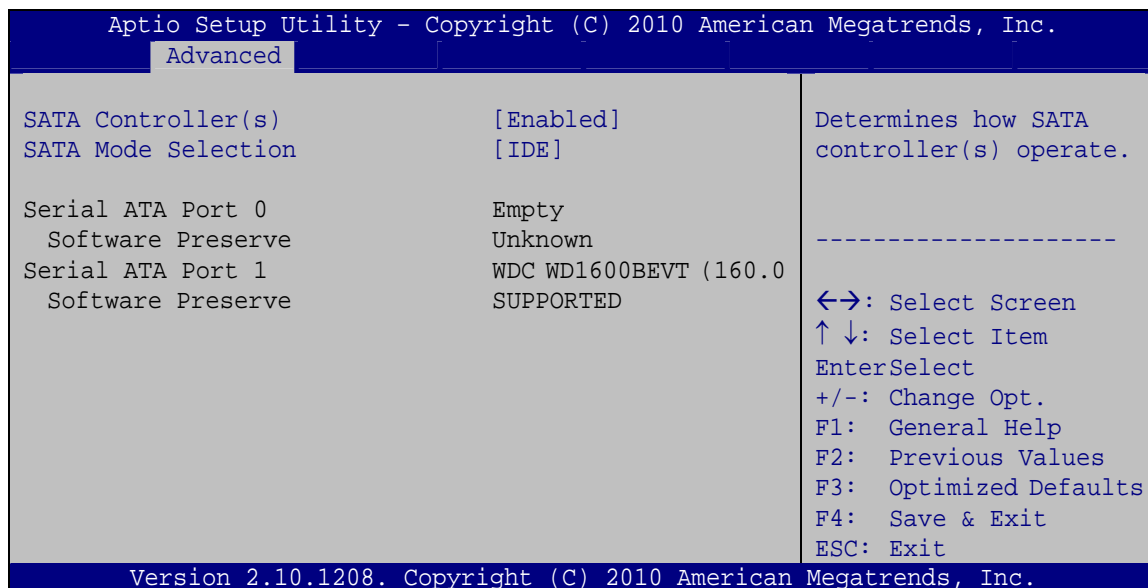 Aptio Setup Utility – Copyright (C) 2010 American Megatrends, Inc.
Advanced
SATA Controller(s) [Enabled]
SATA Mode Selection [IDE]
Serial ATA Port 0 Empty
Software Preserve Unknown
Serial ATA Port 1 WDC WD1600BEVT (160.0
Software Preserve SUPPORTED
Determines how SATA
controller(s) operate.
---------------------
←→: Select Screen
↑ ↓: Select Item
EnterSelect
+/-: Change Opt.
F1: General Help
F2: Previous Values
F3: Optimized Defaults
F4: Save & Exit
ESC: Exit
Version 2.10.1208. Copyright (C) 2010 American Megatrends, Inc.